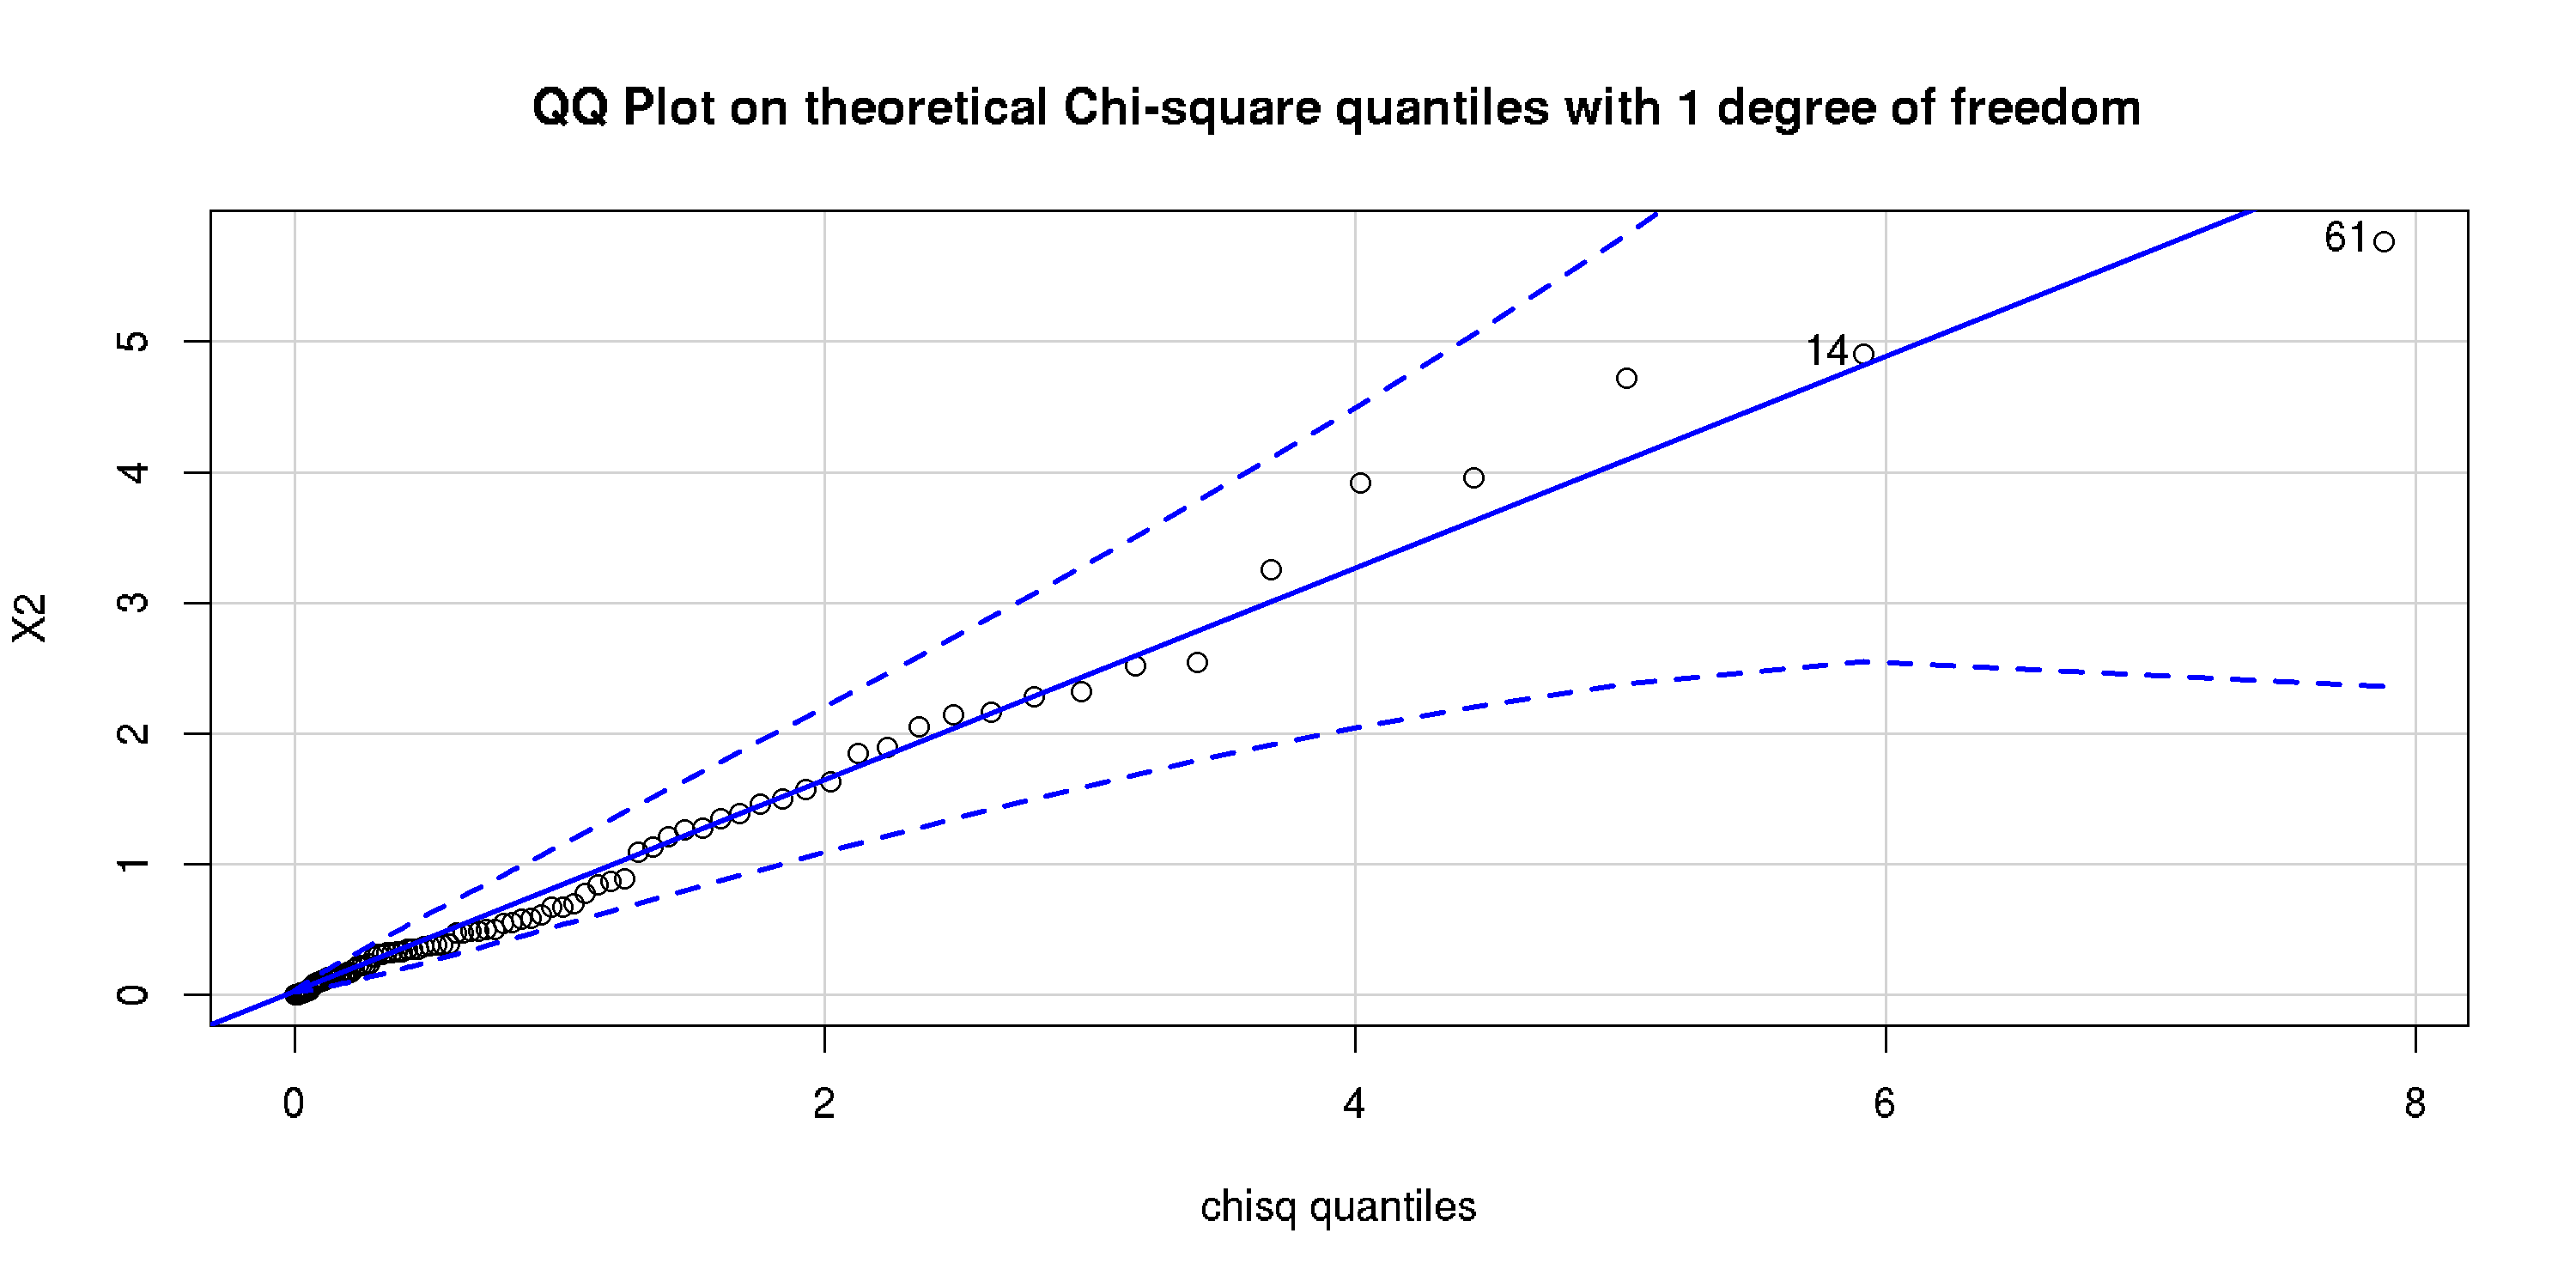 QQ Plot on theoretical Chi-square quantiles with 1 degree of freedom
61
14
5
4
3
2
1
0
X2
0 2 4 6 8
chisq quantiles